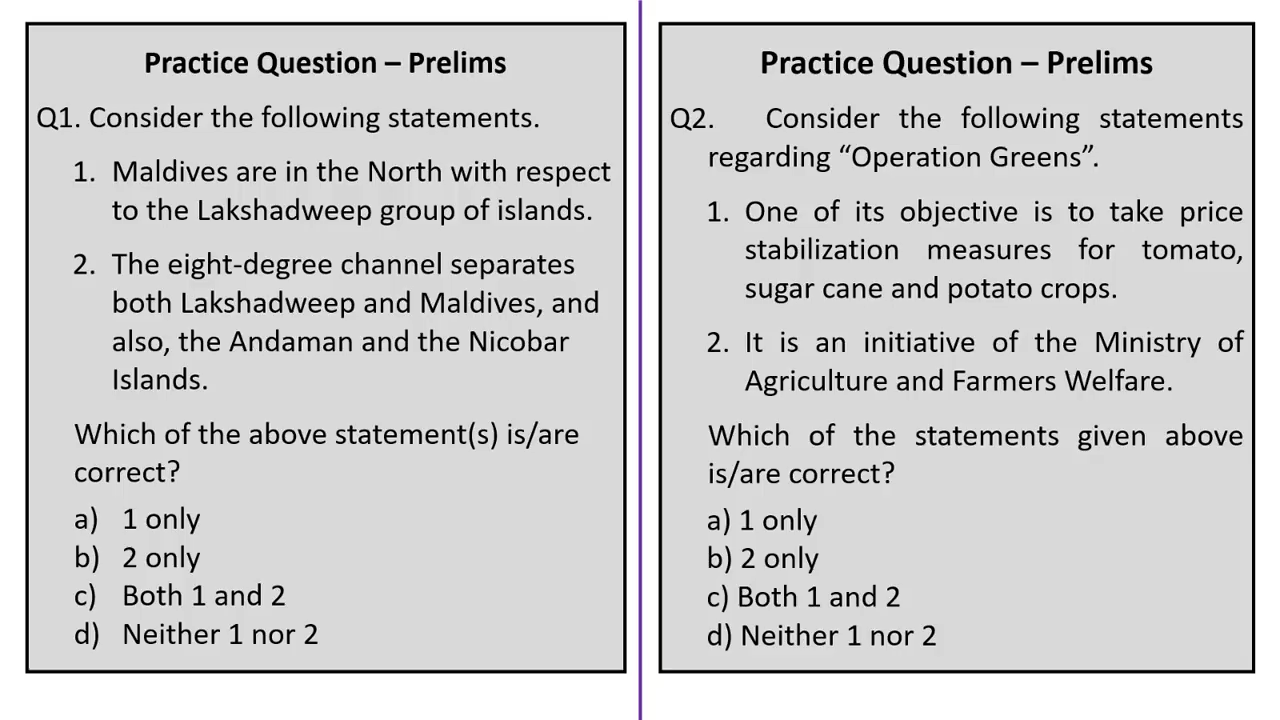 Practice Question – Prelims
Q1. Consider the following statements.
1. Maldives are in the North with respect
to the Lakshadweep group of islands.
2. The eight-degree channel separates
both Lakshadweep and Maldives, and
also, the Andaman and the Nicobar
Islands.
Which of the above statement(s) is/are
correct?
a) 1 only
b) 2 only
c) Both 1 and 2
d) Neither 1 nor 2
Practice Question – Prelims
Q2. Consider the following statements
regarding “Operation Greens”.
1. One of its objective is to take price
stabilization measures for tomato,
sugar cane and potato crops.
2. It is an initiative of the Ministry of
Agriculture and Farmers Welfare.
Which of the statements given above
is/are correct?
a) 1 only
b) 2 only
c) Both 1 and 2
d) Neither 1 nor 2